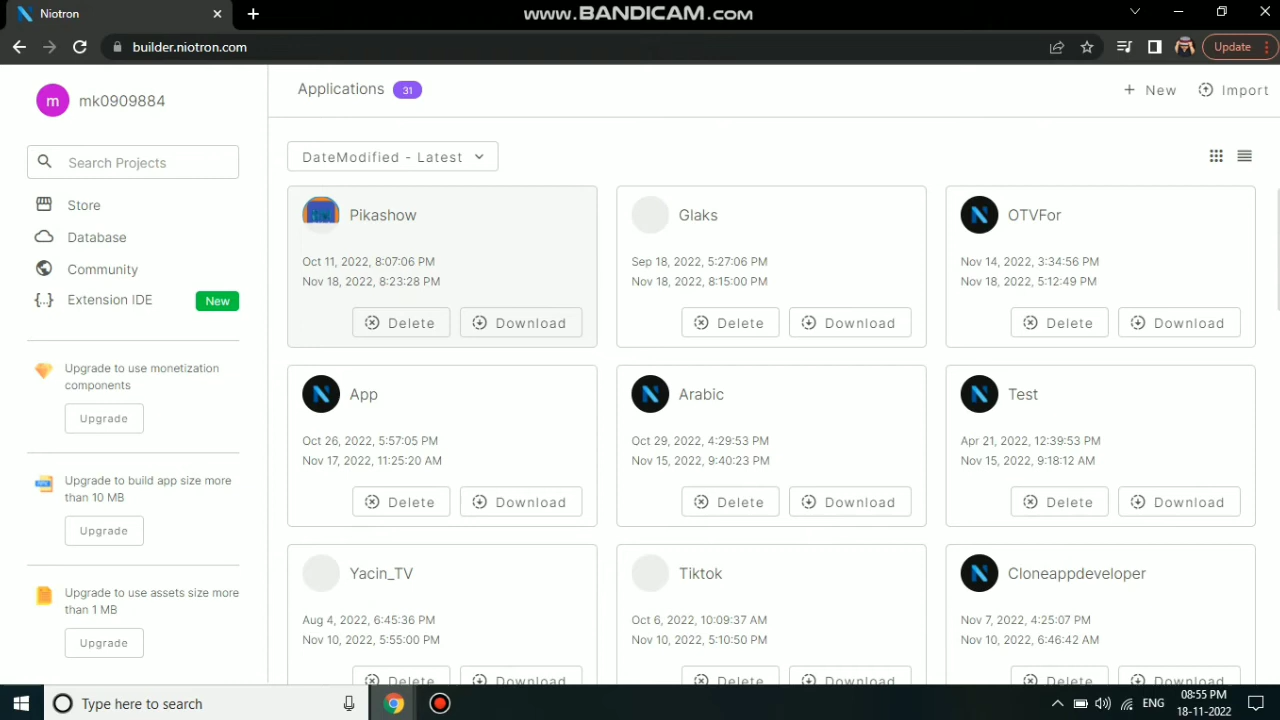 Niotron
www.BANDICAM.com
builder.niotron.com
Update
m
mk0909884
Applications 31
New
Import
Search Projects
DateModified - Latest
Store
Database
Community
Extension IDE
New
Upgrade to use monetization
components
Upgrade
Upgrade to build app size more
than 10 MB
Upgrade
Upgrade to use assets size more
than 1 MB
Upgrade
Pikashow
Oct 11, 2022, 8:07:06 PM
Nov 18, 2022, 8:23:28 PM
Delete
Download
Glaks
Sep 18, 2022, 5:27:06 PM
Nov 18, 2022, 8:15:00 PM
Delete
Download
OTVFor
Nov 14, 2022, 3:34:56 PM
Nov 18, 2022, 5:12:49 PM
Delete
Download
App
Oct 26, 2022, 5:57:05 PM
Nov 17, 2022, 11:25:20 AM
Delete
Download
Arabic
Oct 29, 2022, 4:29:53 PM
Nov 15, 2022, 9:40:23 PM
Delete
Download
Test
Apr 21, 2022, 12:39:53 PM
Nov 15, 2022, 9:18:12 AM
Delete
Download
Yacin_TV
Aug 4, 2022, 6:45:36 PM
Nov 10, 2022, 5:55:00 PM
Delete
Download
Tiktok
Oct 6, 2022, 10:09:37 AM
Nov 10, 2022, 5:10:50 PM
Delete
Download
Cloneappdeveloper
Nov 7, 2022, 4:25:07 PM
Nov 10, 2022, 6:46:42 AM
Delete
Download
Type here to search
ENG
08:55 PM
18-11-2022